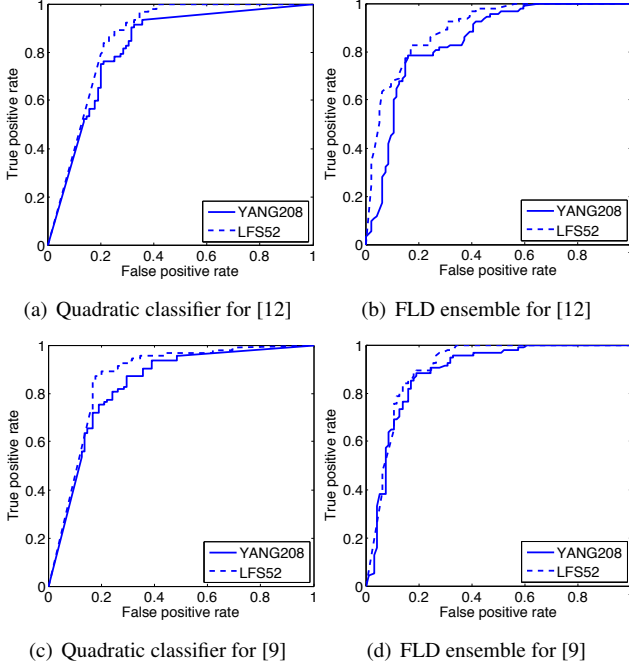 1
0.8
0.6
0.4
0.2
0
True positive rate
0 0.2 0.4 0.6 0.8 1
False positive rate
YANG208
LFS52
(a) Quadratic classifier for [12]
1
0.8
0.6
0.4
0.2
0
True positive rate
0 0.2 0.4 0.6 0.8 1
False positive rate
YANG208
LFS52
(b) FLD ensemble for [12]
1
0.8
0.6
0.4
0.2
0
True positive rate
0 0.2 0.4 0.6 0.8 1
False positive rate
YANG208
LFS52
(c) Quadratic classifier for [9]
1
0.8
0.6
0.4
0.2
0
True positive rate
0 0.2 0.4 0.6 0.8
False positive rate
YANG208
LFS52
(d) FLD ensemble for [9]